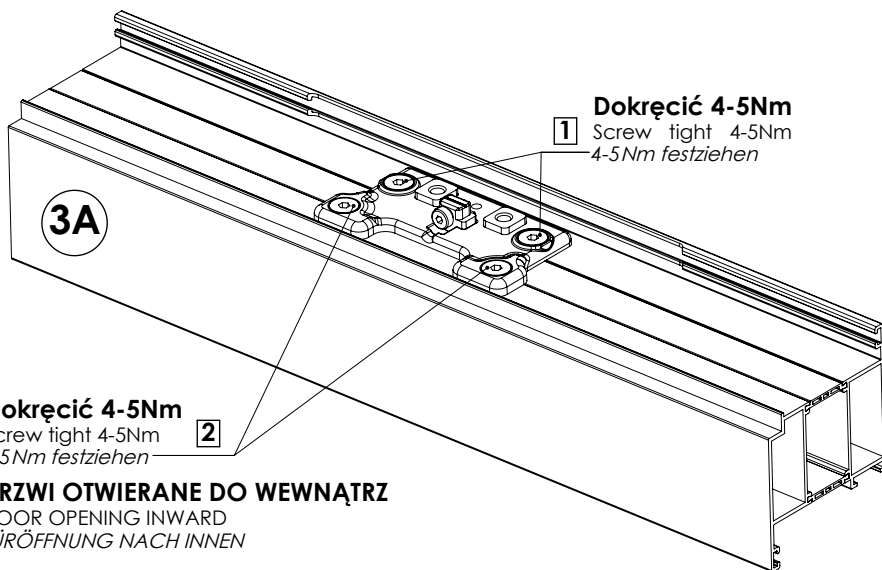 Dokręcić 4-5Nm
1 Screw tight 4-5Nm
4-5Nm festziehen
3A
okręcić 4-5Nm
crew tight 4-5Nm 2
5Nm festziehen
RZWI OTWIERANE DO WEWNĄTRZ
OOR OPENING INWARD
ÜRÖFFNUNG NACH INNEN